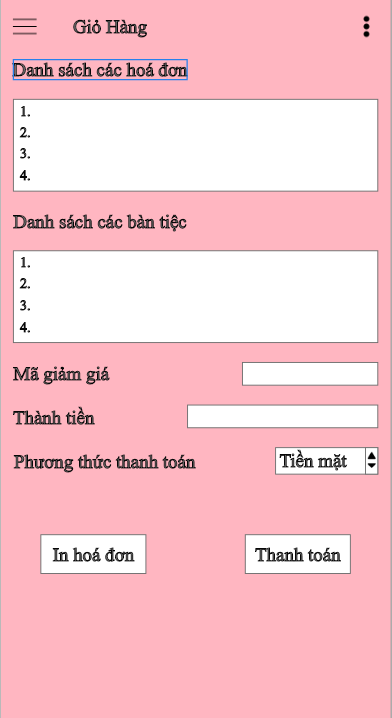 Giỏ Hàng
Danh sách các hoá đơn
1.
2.
3.
4.
Danh sách các bàn tiệc
1.
2.
3.
4.
Mã giảm giá
Thành tiền
Phương thức thanh toán Tiền mặt
In hoá đơn Thanh toán